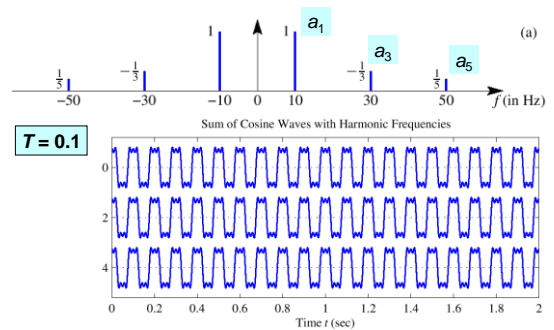 (a)
1 1 a₁
1/5 −1/3 −1/3 a₃ 1/5 a₅
−50 −30 −10 0 10 30 50 f (in Hz)
T = 0.1
Sum of Cosine Waves with Harmonic Frequencies
0
2
4
0 0.2 0.4 0.6 0.8 1 1.2 1.4 1.6 1.8 2
Time t (sec)